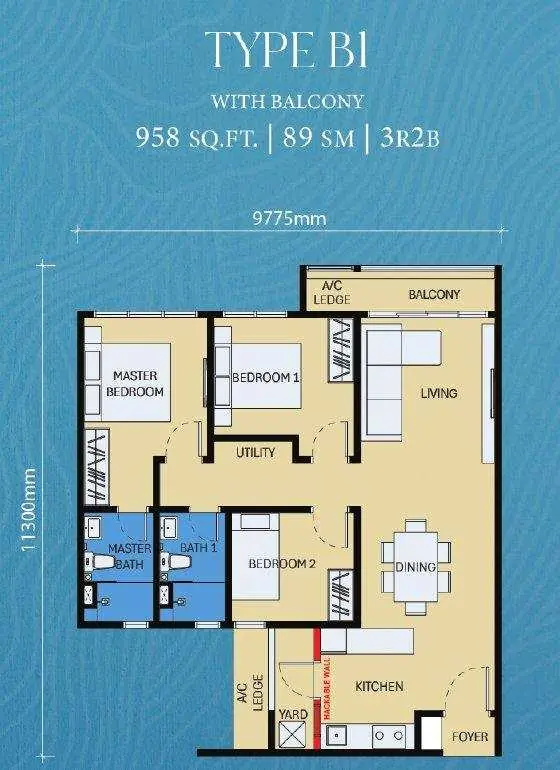 TYPE B1
WITH BALCONY
958 SQ.FT. | 89 SM | 3R2B
9775mm
11300mm
A/C
LEDGE
BALCONY
MASTER
BEDROOM
BEDROOM 1
LIVING
UTILITY
MASTER
BATH
BATH 1
BEDROOM 2
DINING
A/C
LEDGE
YARD
HACKABLE WALL
KITCHEN
FOYER